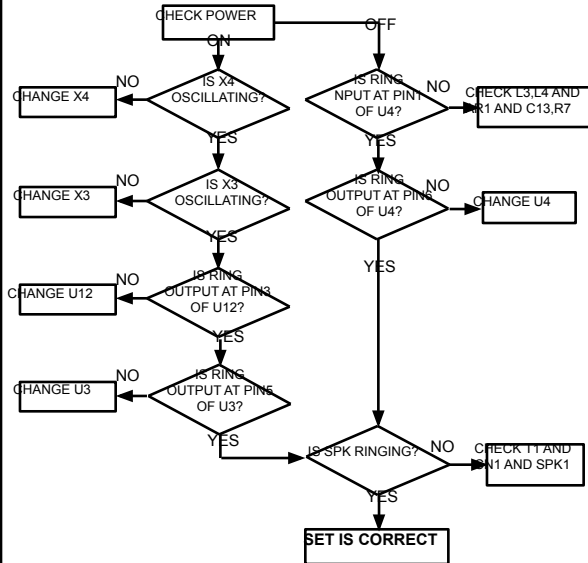 CHECK POWER
ON
OFF
IS X4
OSCILLATING?
NO
CHANGE X4
YES
IS RING
NPUT AT PIN1
OF U4?
NO
CHECK L3,L4 AND
AR1 AND C13,R7
YES
IS X3
OSCILLATING?
NO
CHANGE X3
YES
IS RING
OUTPUT AT PIN6
OF U4?
NO
CHANGE U4
YES
IS RING
OUTPUT AT PIN3
OF U12?
NO
CHANGE U12
YES
IS RING
OUTPUT AT PIN5
OF U3?
NO
CHANGE U3
YES
IS SPK RINGING?
NO
CHECK T1 AND
CN1 AND SPK1
YES
SET IS CORRECT